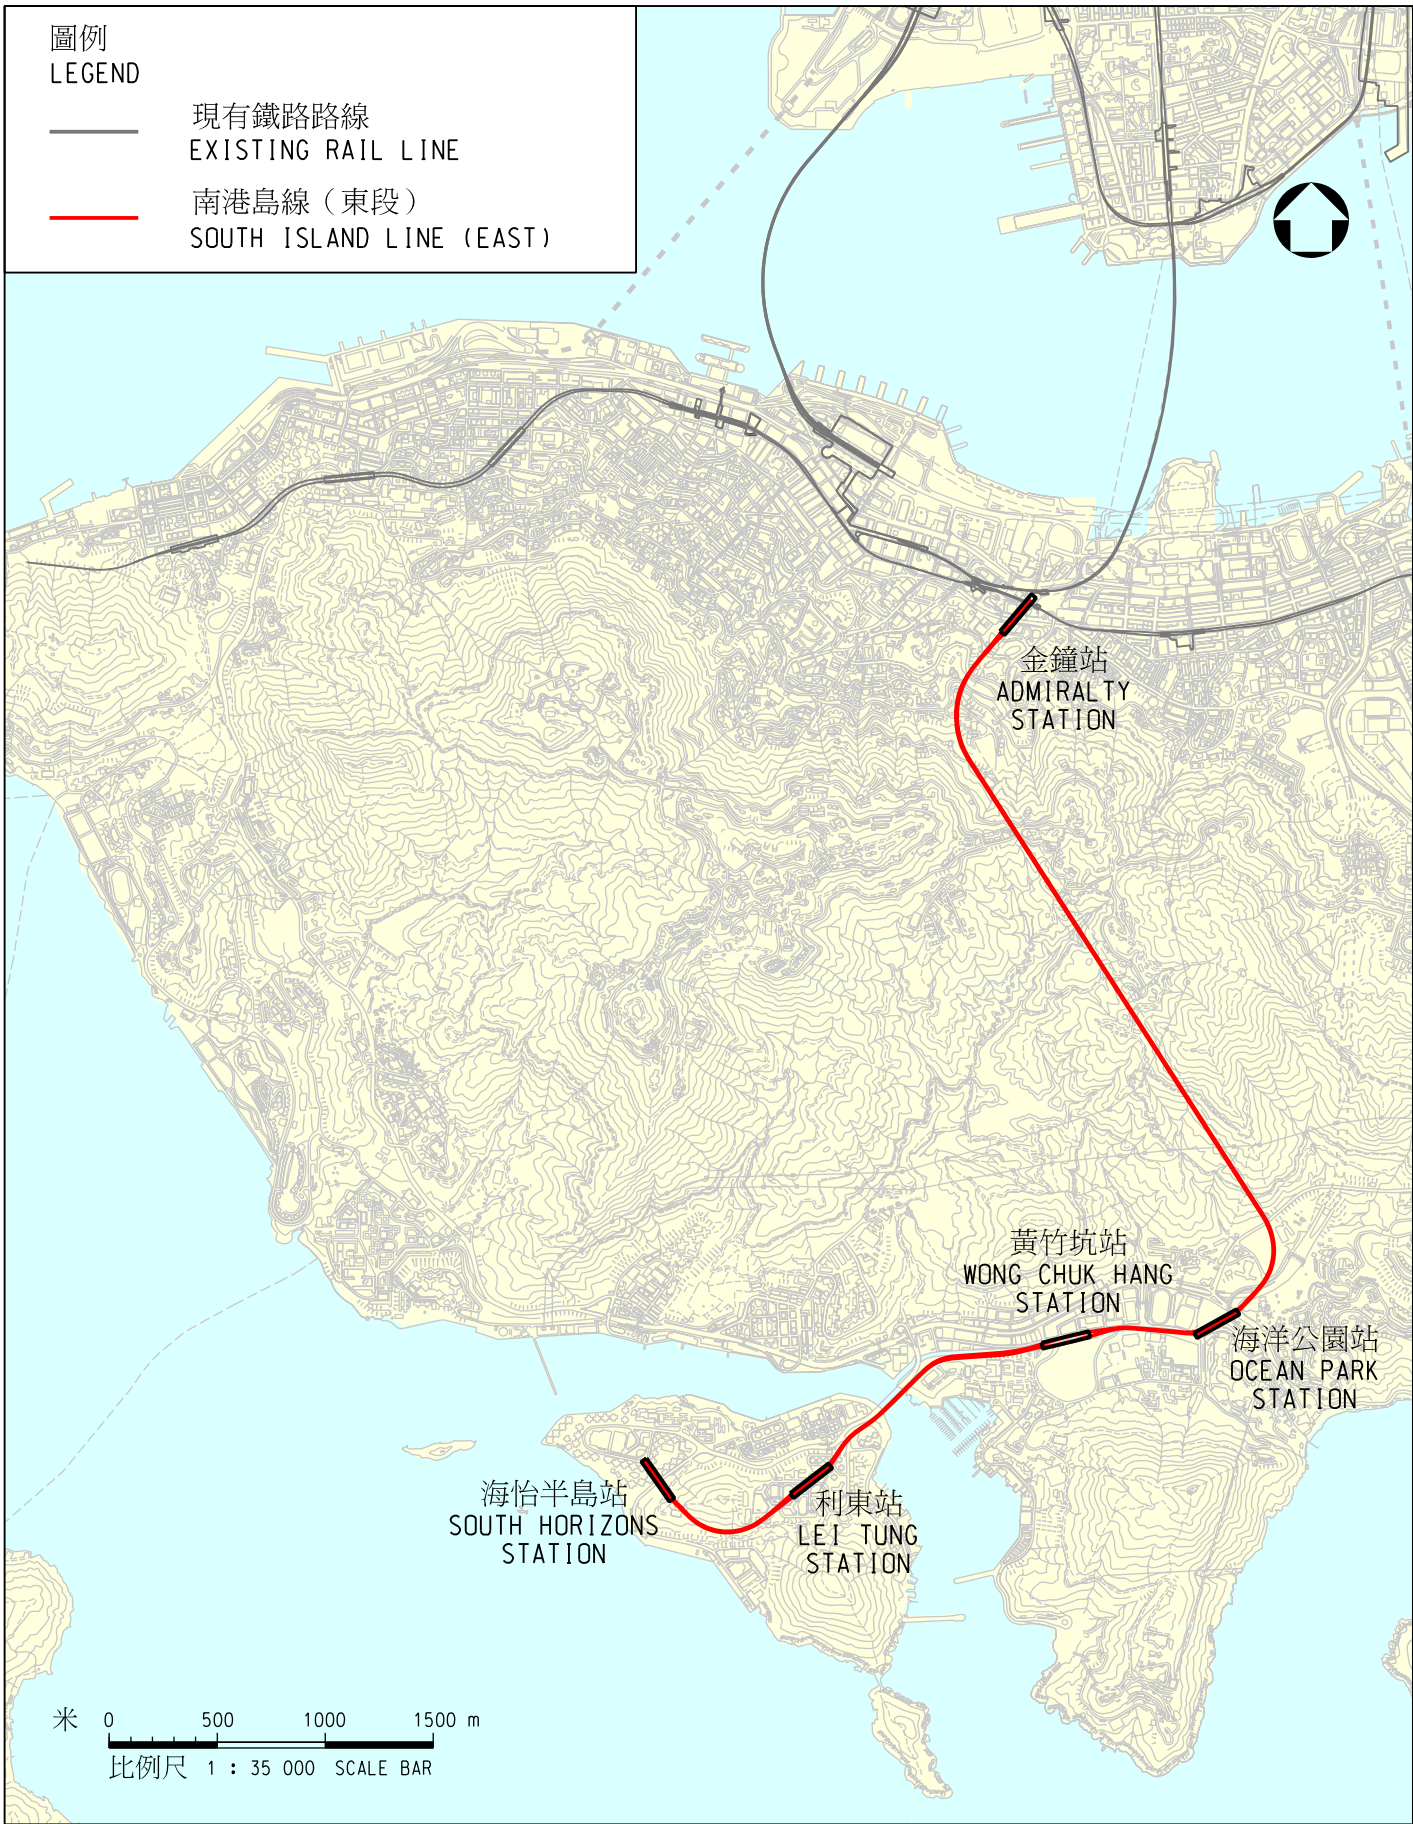 圖例
LEGEND
現有鐵路路線
EXISTING RAIL LINE
南港島線（東段）
SOUTH ISLAND LINE (EAST)
金鐘站
ADMIRALTY
STATION
黃竹坑站
WONG CHUK HANG
STATION
海洋公園站
OCEAN PARK
STATION
海怡半島站
SOUTH HORIZONS
STATION
利東站
LEI TUNG
STATION
米 0 500 1000 1500 m
比例尺 1 : 35 000 SCALE BAR